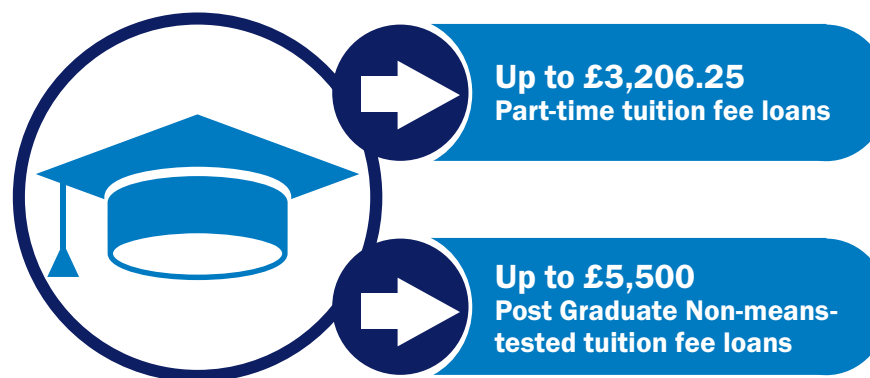 Up to £3,206.25
Part-time tuition fee loans
Up to £5,500
Post Graduate Non-means-
tested tuition fee loans